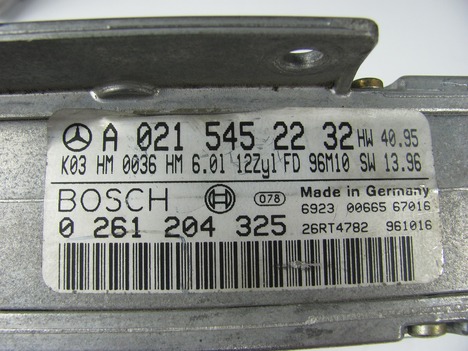 A 021 545 22 32 HW 40.95
K03 HM 0036 HM 6.01 12Zyl FD 96M10 SW 13.96
BOSCH 078 Made in Germany
6923 00665 67016
0 261 204 325 26RT4782 961016